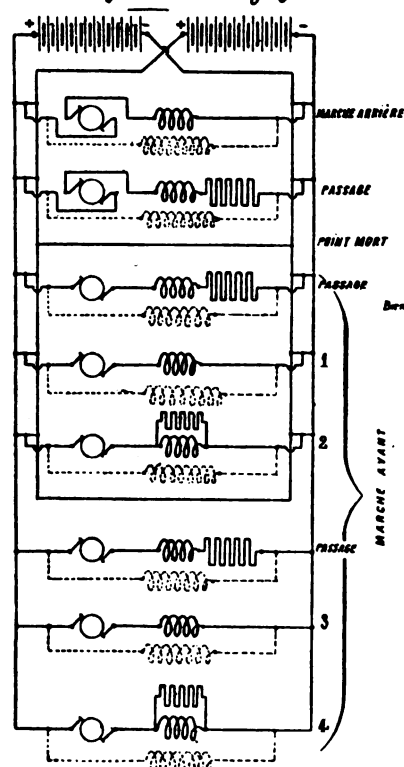 + - + -
MARCHE ARRIÈRE
PASSAGE
POINT MORT
PASSAGE
1
2
MARCHE AVANT
PASSAGE
3
4